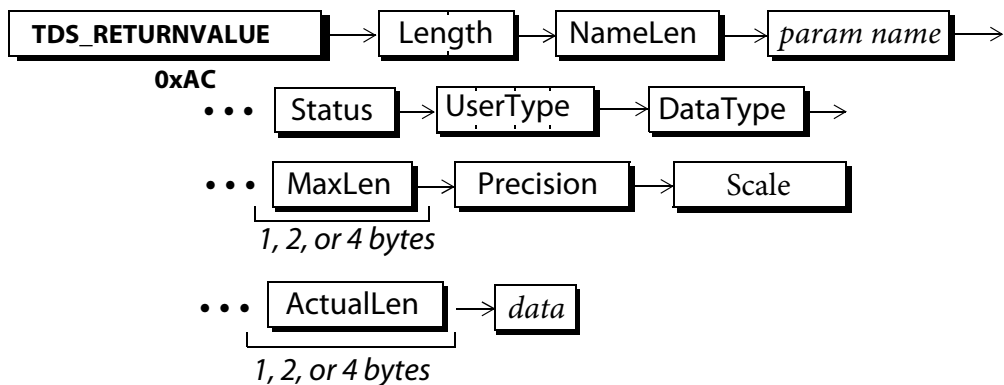 TDS_RETURNVALUE Length NameLen param name
0xAC
••• Status UserType DataType
••• MaxLen Precision Scale
1, 2, or 4 bytes
••• ActualLen data
1, 2, or 4 bytes